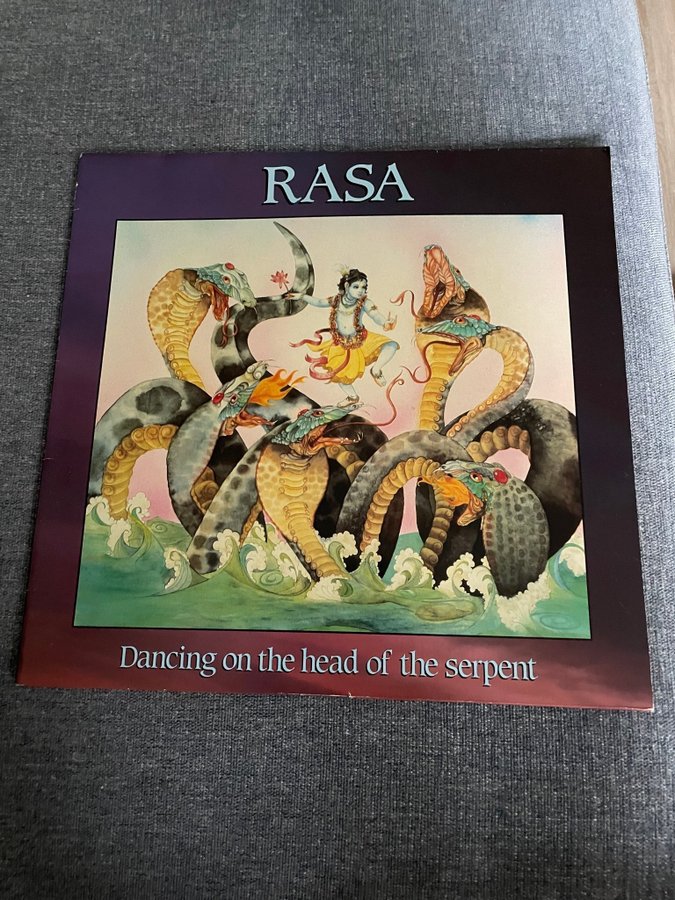 RASA
Dancing on the head of the serpent